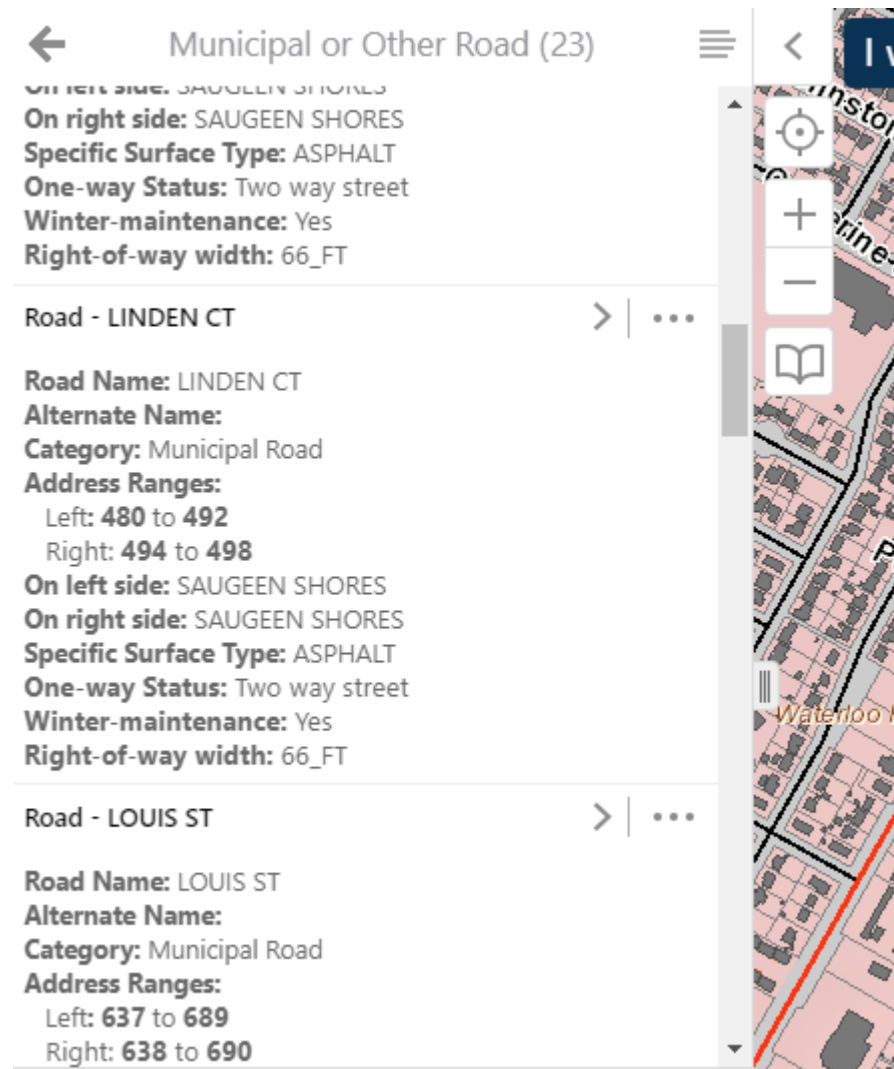 Municipal or Other Road (23)
On left side: SAUGEEN SHORES
On right side: SAUGEEN SHORES
Specific Surface Type: ASPHALT
One-way Status: Two way street
Winter-maintenance: Yes
Right-of-way width: 66_FT
Road - LINDEN CT
Road Name: LINDEN CT
Alternate Name:
Category: Municipal Road
Address Ranges:
Left: 480 to 492
Right: 494 to 498
On left side: SAUGEEN SHORES
On right side: SAUGEEN SHORES
Specific Surface Type: ASPHALT
One-way Status: Two way street
Winter-maintenance: Yes
Right-of-way width: 66_FT
Road - LOUIS ST
Road Name: LOUIS ST
Alternate Name:
Category: Municipal Road
Address Ranges:
Left: 637 to 689
Right: 638 to 690
I
Waterloo